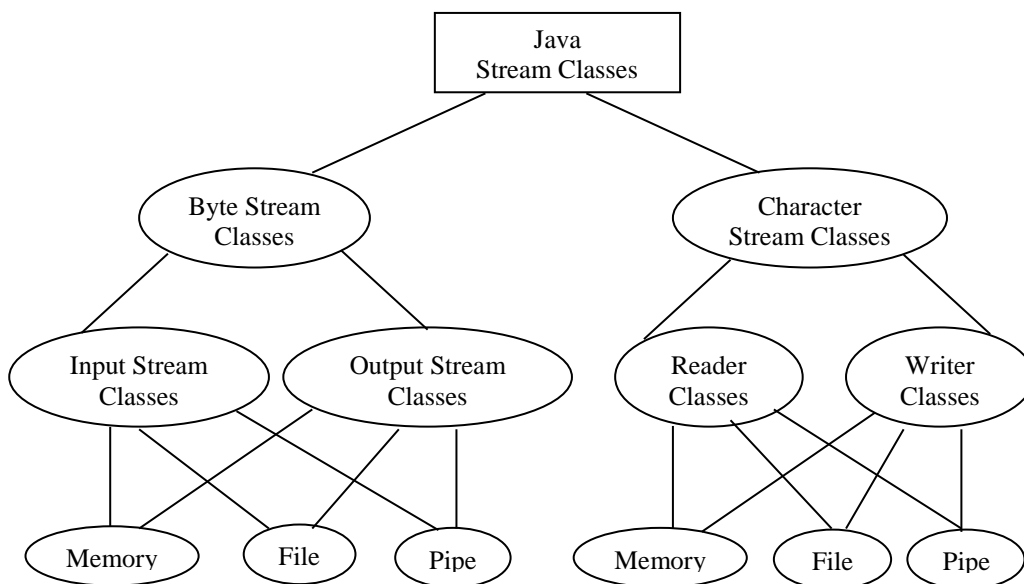 Java
Stream Classes
Byte Stream
Classes
Character
Stream Classes
Input Stream
Classes
Output Stream
Classes
Reader
Classes
Writer
Classes
Memory
File
Pipe
Memory
File
Pipe